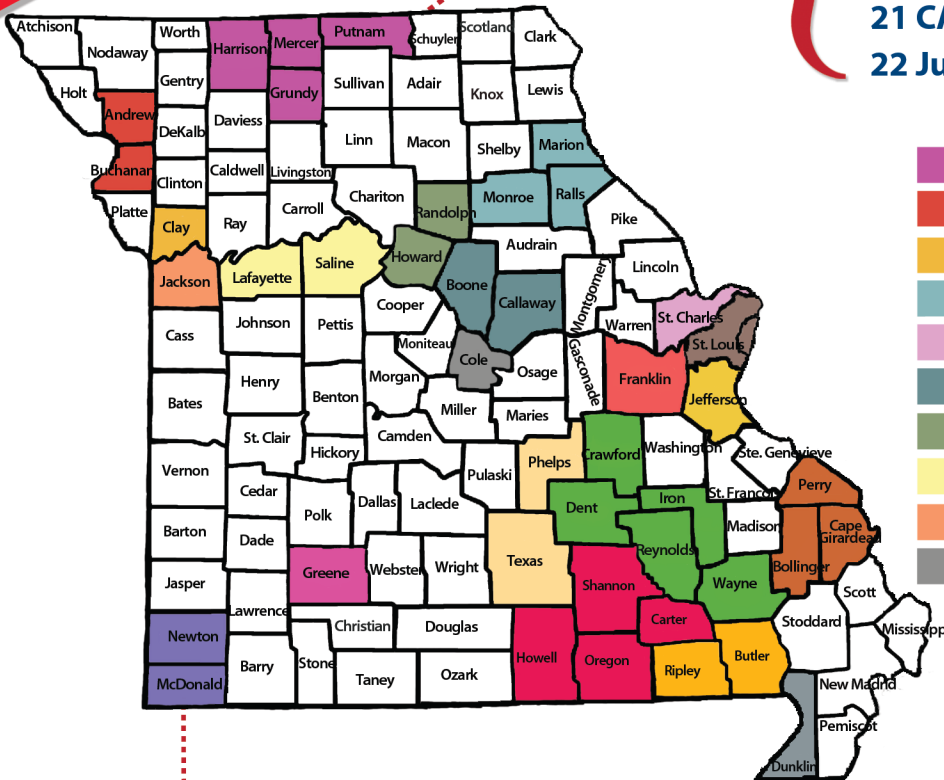 21 CA
22 Ju
Atchison
Nodaway
Worth
Harrison
Mercer
Putnam
Schuyler
Scotland
Clark
Holt
Gentry
Grundy
Sullivan
Adair
Knox
Lewis
Andrew
DeKalb
Daviess
Linn
Macon
Shelby
Marion
Buchanan
Clinton
Caldwell
Livingston
Chariton
Randolph
Monroe
Ralls
Platte
Clay
Ray
Carroll
Pike
Jackson
Lafayette
Saline
Howard
Audrain
Boone
Callaway
Montgomery
Lincoln
Cass
Johnson
Pettis
Cooper
Moniteau
Cole
Osage
Gasconade
Warren
St. Charles
St. Louis
Franklin
Jefferson
Bates
Henry
Benton
Morgan
Miller
Maries
St. Clair
Hickory
Camden
Pulaski
Phelps
Crawford
Washington
Ste. Genevieve
Vernon
Cedar
Polk
Dallas
Laclede
Dent
Iron
St. Francoi
Perry
Barton
Dade
Madison
Cape
Girardeau
Jasper
Greene
Webster
Wright
Texas
Shannon
Reynolds
Wayne
Bollinger
Scott
Lawrence
Christian
Douglas
Carter
Stoddard
Mississipp
Newton
McDonald
Barry
Stone
Taney
Ozark
Howell
Oregon
Ripley
Butler
New Madrid
Pemiscot
Dunklin